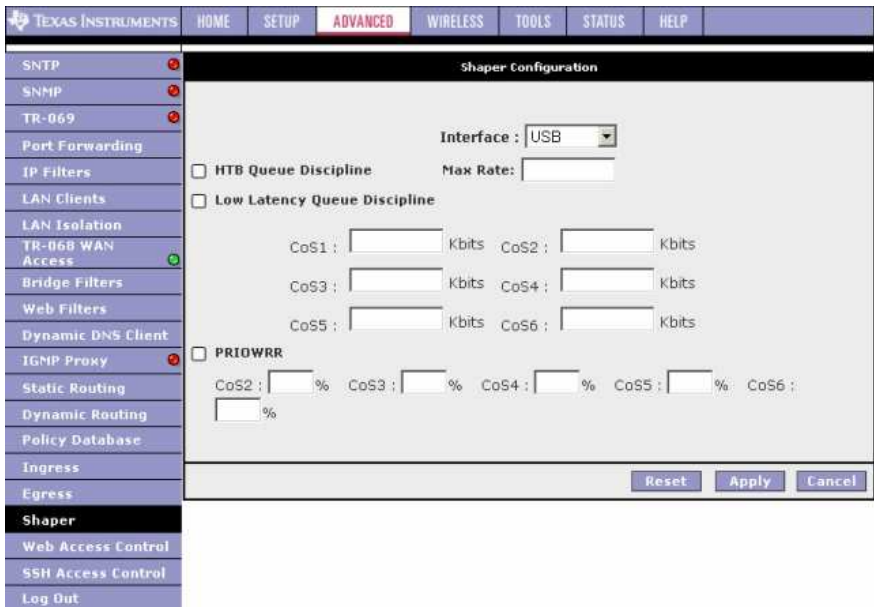 TEXAS INSTRUMENTS HOME SETUP ADVANCED WIRELESS TOOLS STATUS HELP
SNTP
SNMP
TR-069
Port Forwarding
IP Filters
LAN Clients
LAN Isolation
TR-068 WAN
Access
Bridge Filters
Web Filters
Dynamic DNS Client
IGMP Proxy
Static Routing
Dynamic Routing
Policy Database
Ingress
Egress
Shaper
Web Access Control
SSH Access Control
Log Out
Shaper Configuration
Interface : USB
HTB Queue Discipline Max Rate:
Low Latency Queue Discipline
CoS1 : Kbits CoS2 : Kbits
CoS3 : Kbits CoS4 : Kbits
CoS5 : Kbits CoS6 : Kbits
PRIOWRR
CoS2 : % CoS3 : % CoS4 : % CoS5 : % CoS6 :
%
Reset Apply Cancel